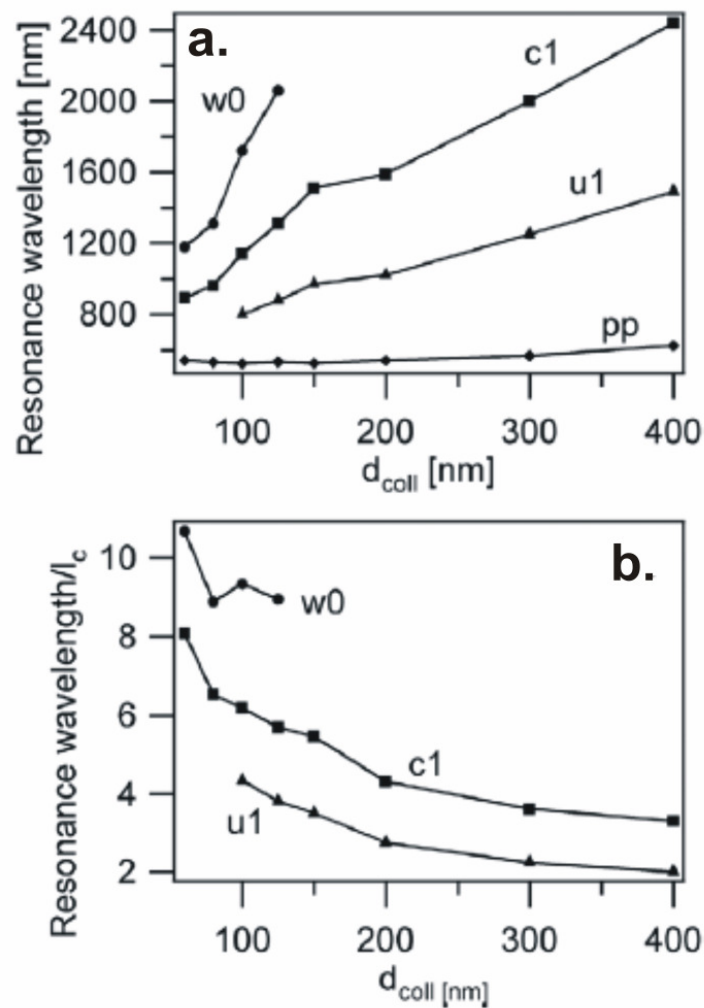 a.
Resonance wavelength [nm]
2400
2000
1600
1200
800
w0
c1
u1
pp
100 200 300 400
d_coll [nm]
b.
Resonance wavelength/l_c
10
8
6
4
2
w0
c1
u1
100 200 300 400
d_coll [nm]